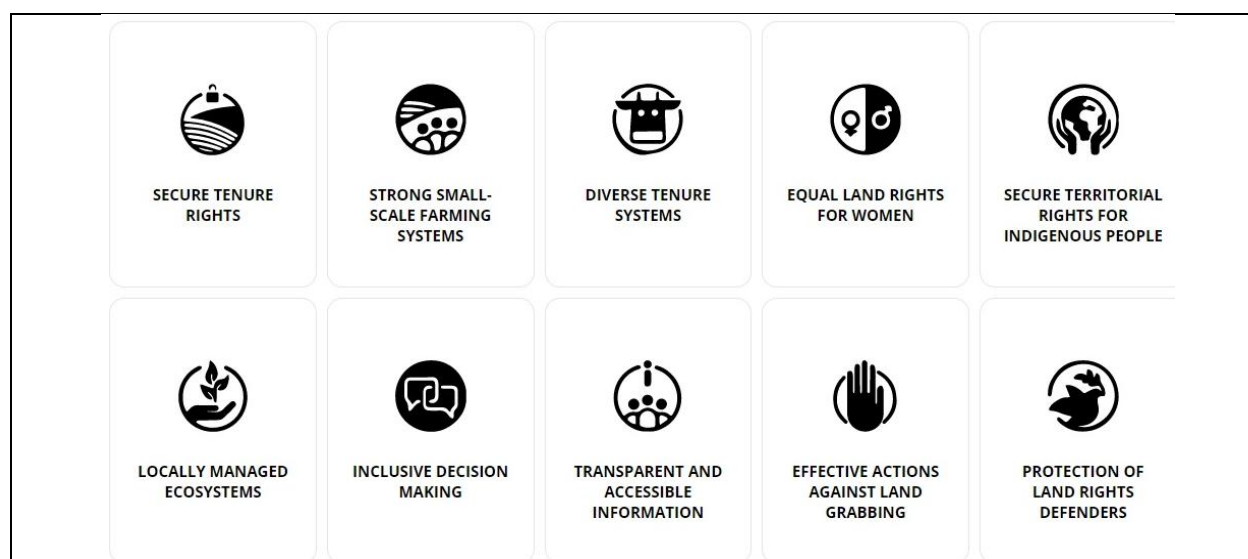 SECURE TENURE
RIGHTS
STRONG SMALL-
SCALE FARMING
SYSTEMS
DIVERSE TENURE
SYSTEMS
EQUAL LAND RIGHTS
FOR WOMEN
SECURE TERRITORIAL
RIGHTS FOR
INDIGENOUS PEOPLE
LOCALLY MANAGED
ECOSYSTEMS
INCLUSIVE DECISION
MAKING
TRANSPARENT AND
ACCESSIBLE
INFORMATION
EFFECTIVE ACTIONS
AGAINST LAND
GRABBING
PROTECTION OF
LAND RIGHTS
DEFENDERS